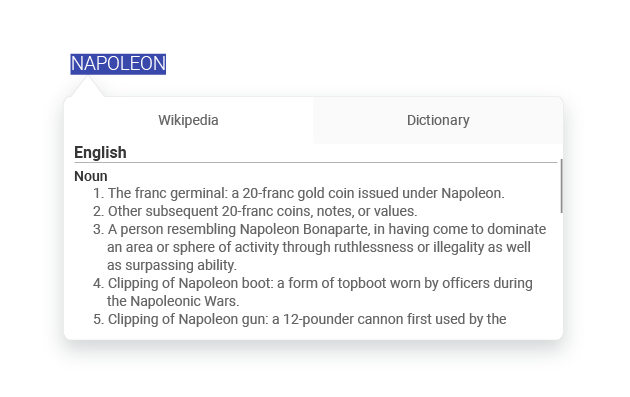 NAPOLEON
Wikipedia Dictionary
English
Noun
1. The franc germinal: a 20-franc gold coin issued under Napoleon.
2. Other subsequent 20-franc coins, notes, or values.
3. A person resembling Napoleon Bonaparte, in having come to dominate
an area or sphere of activity through ruthlessness or illegality as well
as surpassing ability.
4. Clipping of Napoleon boot: a form of topboot worn by officers during
the Napoleonic Wars.
5. Clipping of Napoleon gun: a 12-pounder cannon first used by the